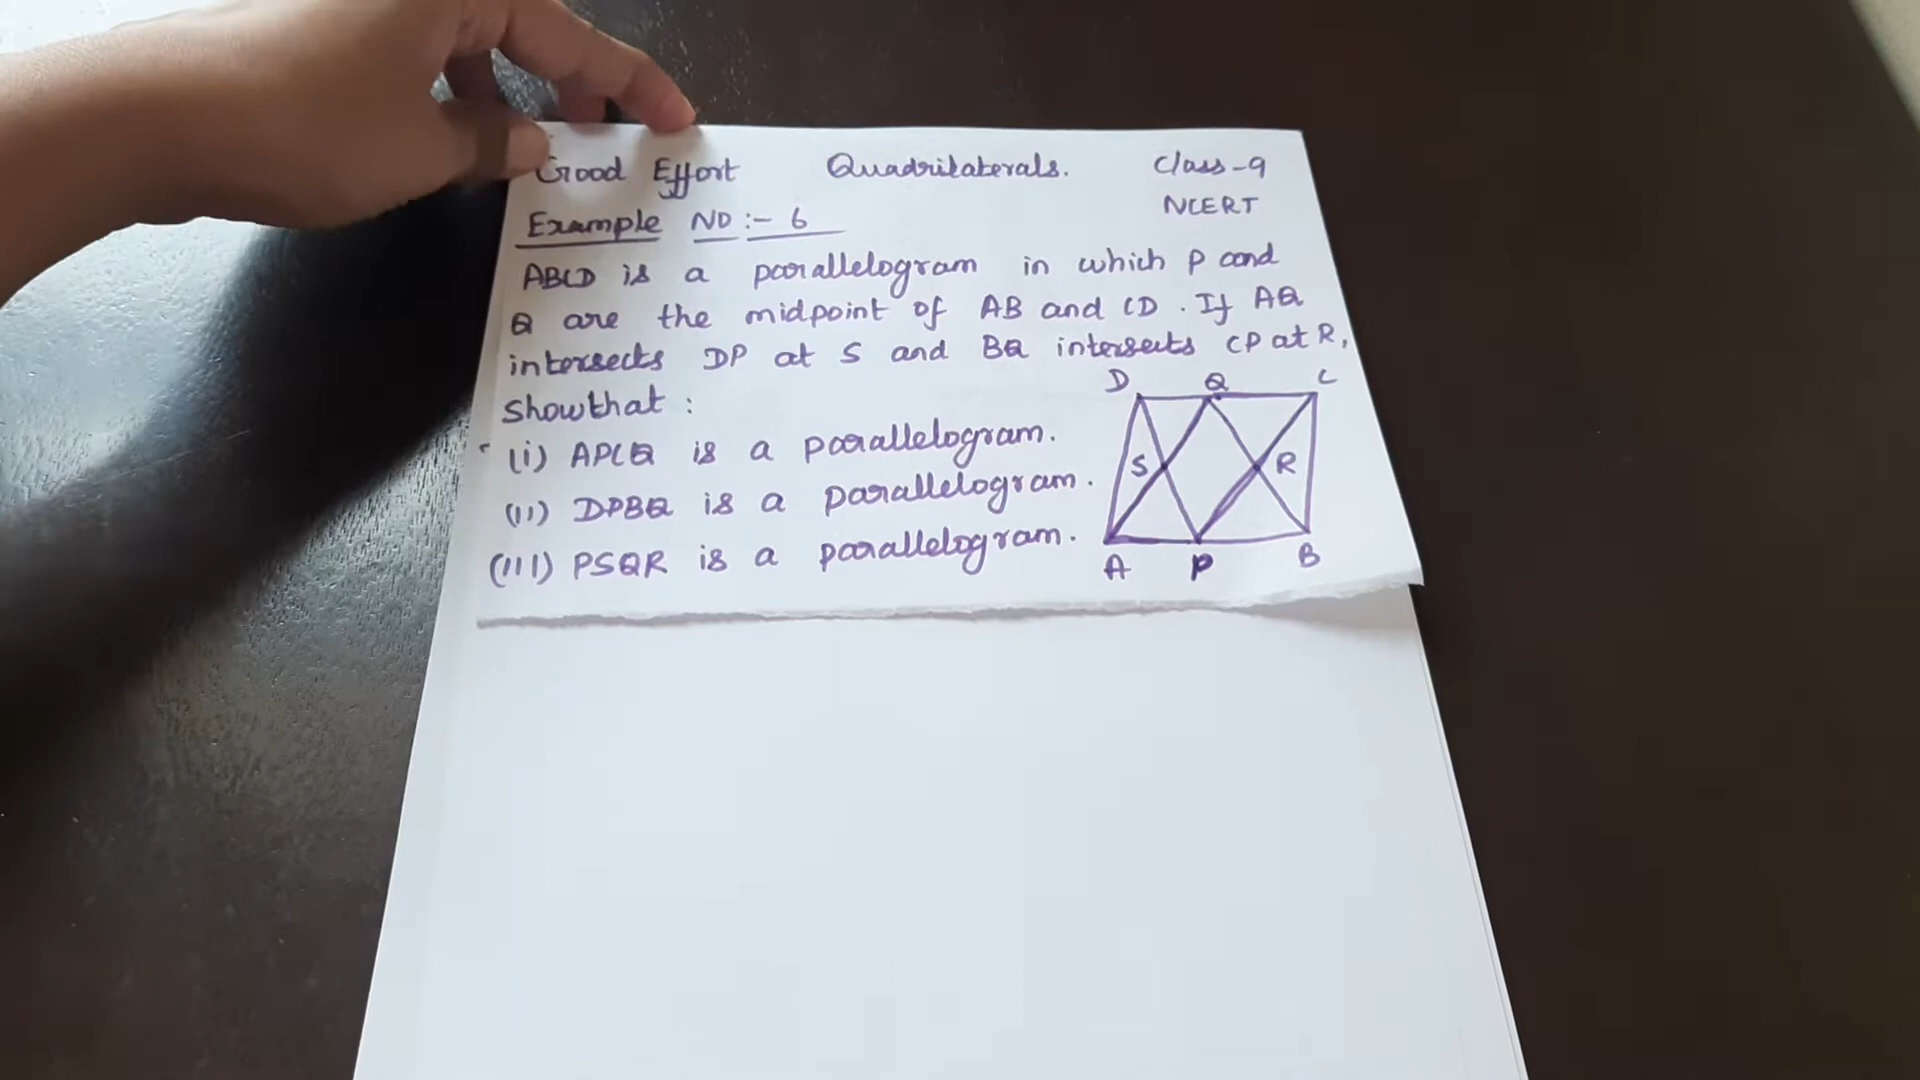 Good Effort Quadrilaterals. Class-9
NCERT
Example NO :- 6
ABCD is a parallelogram in which P and
Q are the midpoint of AB and CD. If AQ
intersects DP at S and BQ intersects CP at R,
show that :
(i) APCQ is a parallelogram.
(ii) DPBQ is a parallelogram.
(iii) PSQR is a parallelogram.
D Q C
S R
A P B